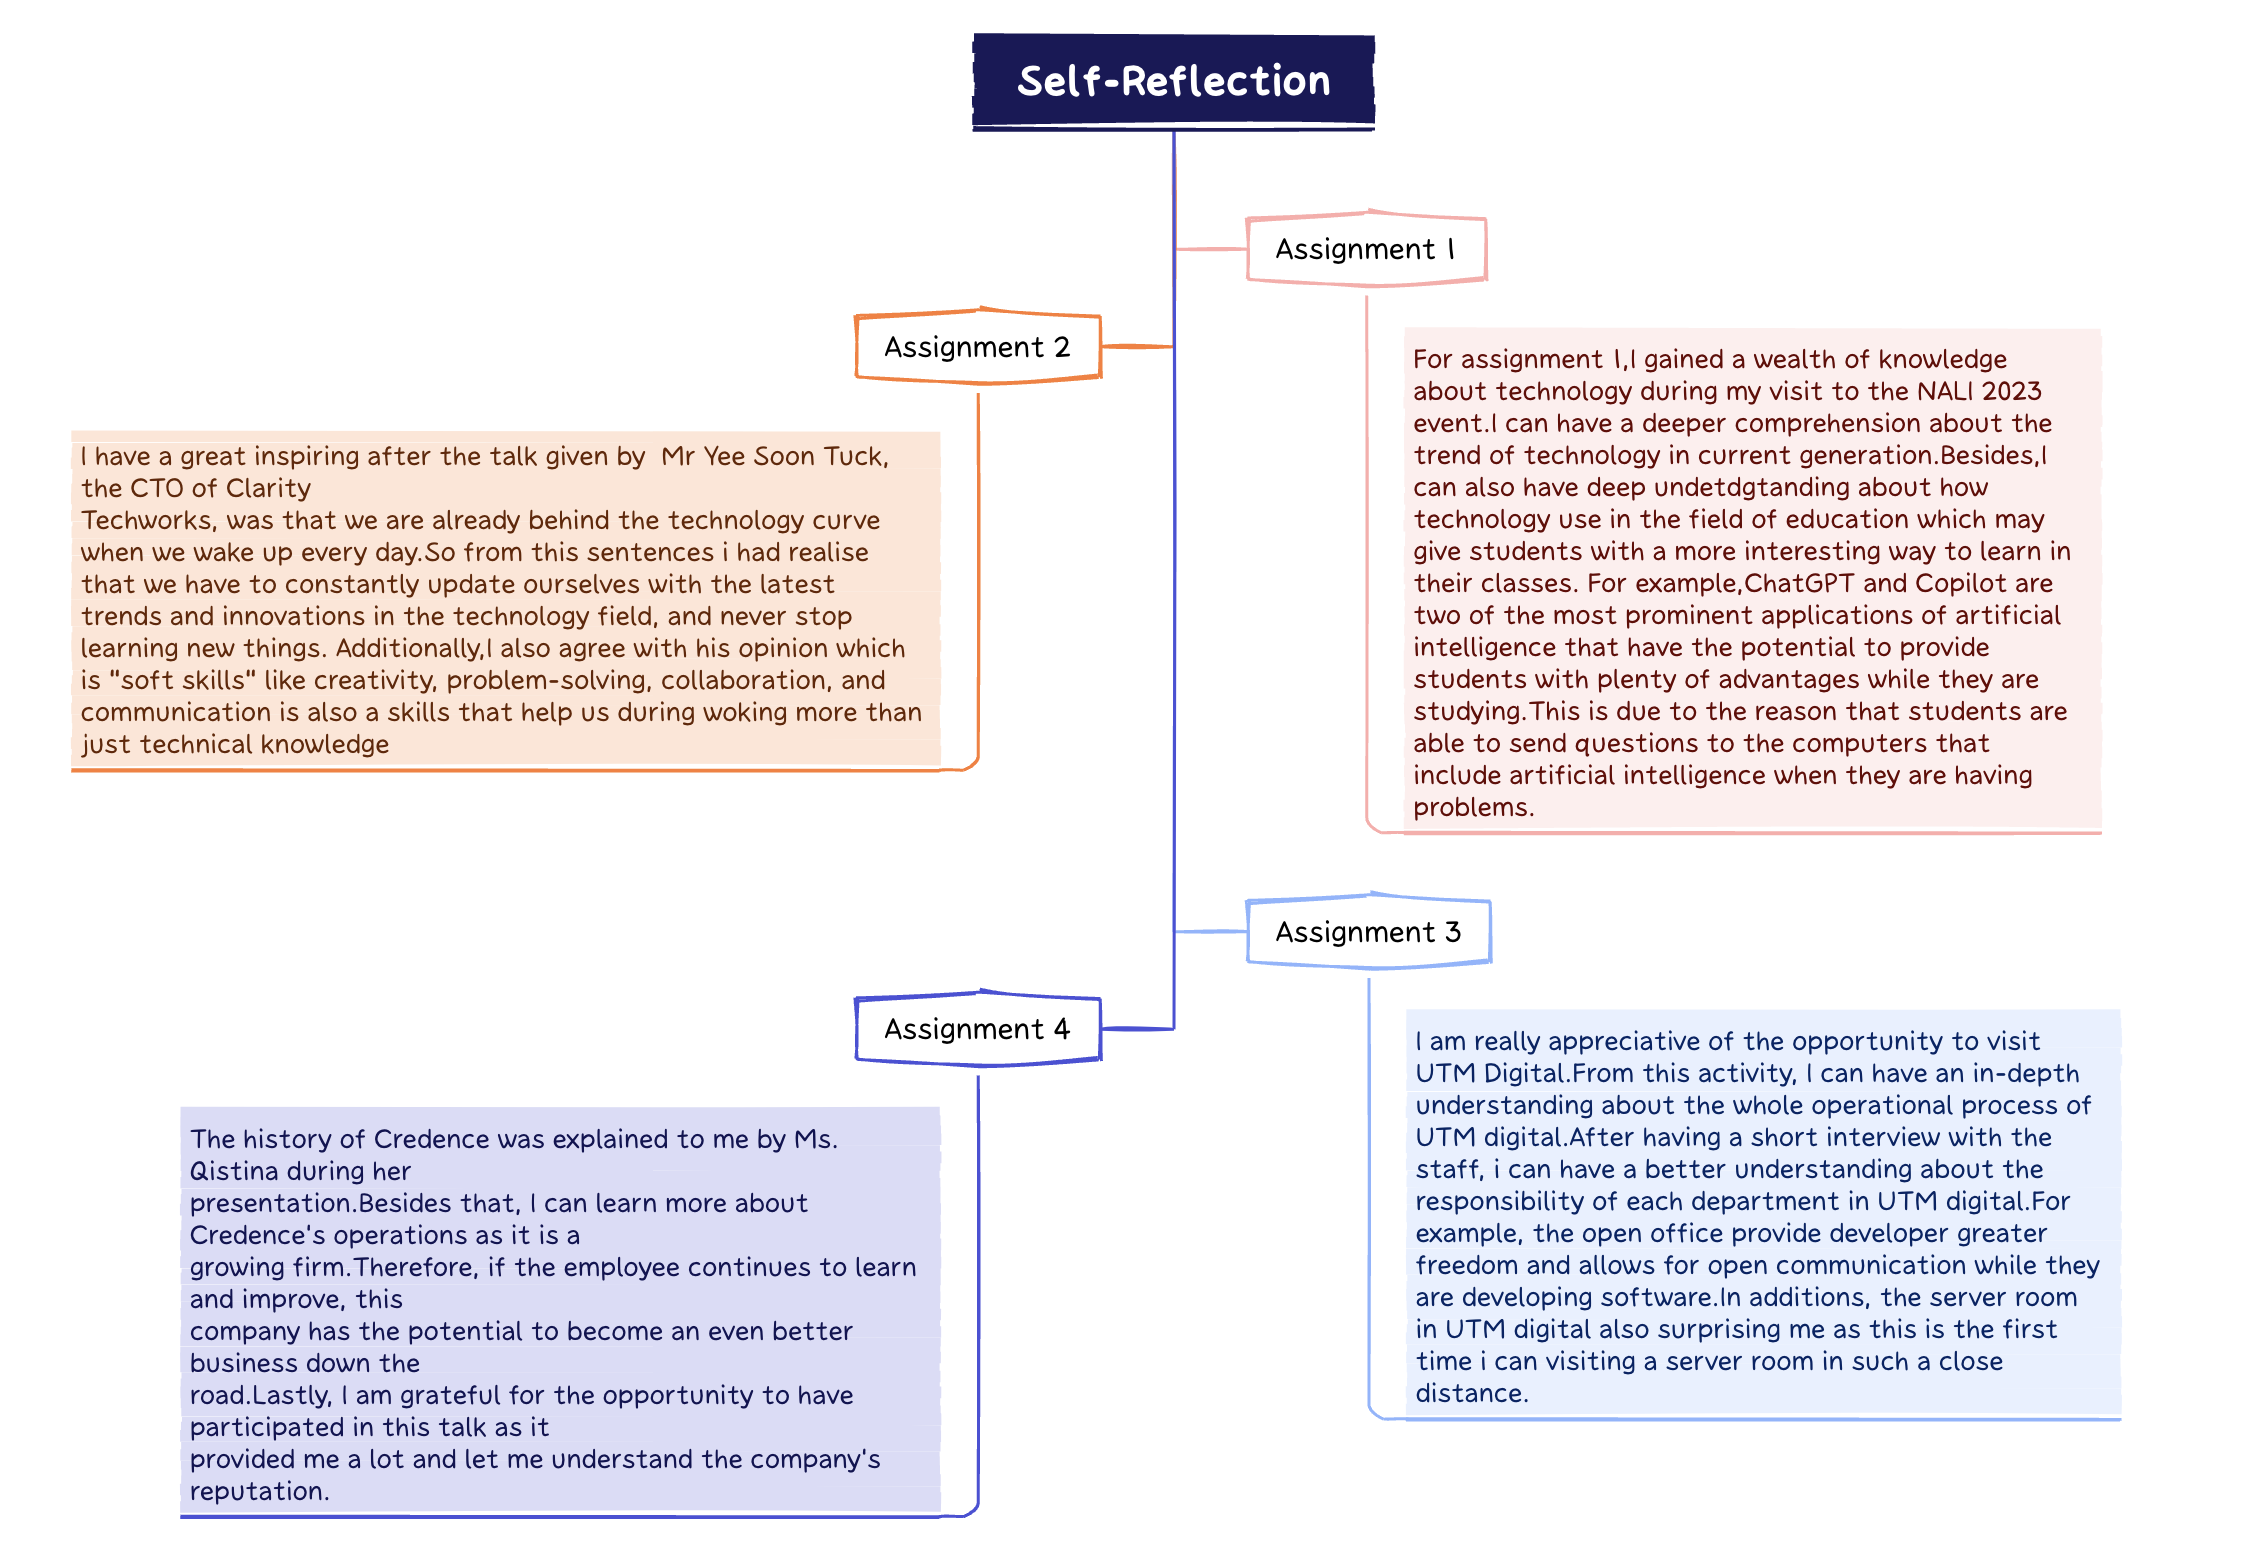 Self-Reflection
Assignment 1
For assignment 1,I gained a wealth of knowledge
about technology during my visit to the NALI 2023
event.I can have a deeper comprehension about the
trend of technology in current generation.Besides,I
can also have deep undetdgtanding about how
technology use in the field of education which may
give students with a more interesting way to learn in
their classes. For example,ChatGPT and Copilot are
two of the most prominent applications of artificial
intelligence that have the potential to provide
students with plenty of advantages while they are
studying.This is due to the reason that students are
able to send questions to the computers that
include artificial intelligence when they are having
problems.
Assignment 2
I have a great inspiring after the talk given by  Mr Yee Soon Tuck,
the CTO of Clarity
Techworks, was that we are already behind the technology curve
when we wake up every day.So from this sentences i had realise
that we have to constantly update ourselves with the latest
trends and innovations in the technology field, and never stop
learning new things. Additionally,I also agree with his opinion which
is "soft skills" like creativity, problem-solving, collaboration, and
communication is also a skills that help us during woking more than
just technical knowledge
Assignment 3
I am really appreciative of the opportunity to visit
UTM Digital.From this activity, I can have an in-depth
understanding about the whole operational process of
UTM digital.After having a short interview with the
staff, i can have a better understanding about the
responsibility of each department in UTM digital.For
example, the open office provide developer greater
freedom and allows for open communication while they
are developing software.In additions, the server room
in UTM digital also surprising me as this is the first
time i can visiting a server room in such a close
distance.
Assignment 4
The history of Credence was explained to me by Ms.
Qistina during her
presentation.Besides that, I can learn more about
Credence's operations as it is a
growing firm.Therefore, if the employee continues to learn
and improve, this
company has the potential to become an even better
business down the
road.Lastly, I am grateful for the opportunity to have
participated in this talk as it
provided me a lot and let me understand the company's
reputation.